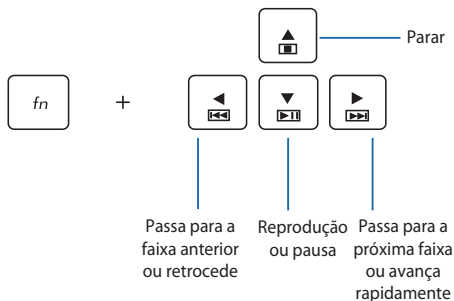 Parar
fn
+
Passa para a
faixa anterior
ou retrocede
Reprodução
ou pausa
Passa para a
próxima faixa
ou avança
rapidamente